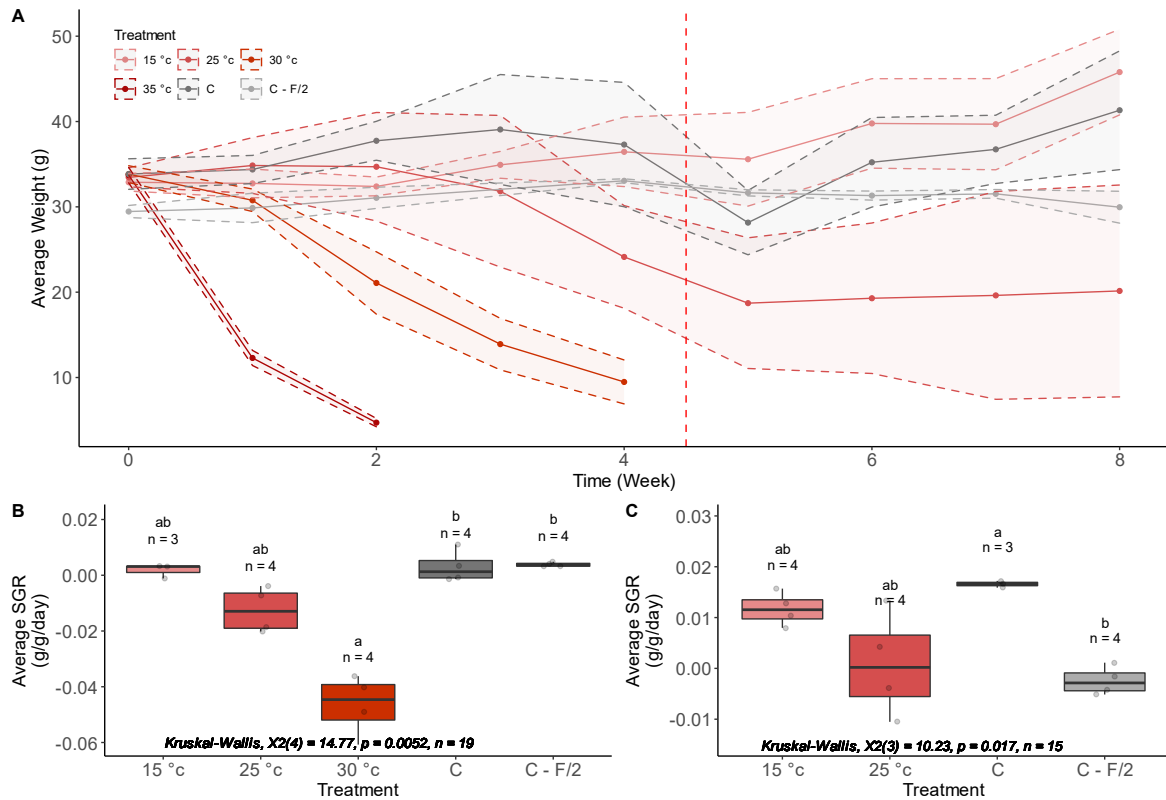 A
Treatment
15 °c 25 °c 30 °c
35 °c C C - F/2
Average Weight (g)
50
40
30
20
10
0 2 4 6 8
Time (Week)
B
Average SGR
(g/g/day)
0.02
0.00
-0.02
-0.04
-0.06
ab
n = 3
ab
n = 4
a
n = 4
b
n = 4
b
n = 4
Kruskal-Wallis, X2(4) = 14.77, p = 0.0052, n = 19
15 °c 25 °c 30 °c C C - F/2
Treatment
C
Average SGR
(g/g/day)
0.03
0.02
0.01
0.00
-0.01
ab
n = 4
ab
n = 4
a
n = 3
b
n = 4
Kruskal-Wallis, X2(3) = 10.23, p = 0.017, n = 15
15 °c 25 °c C C - F/2
Treatment